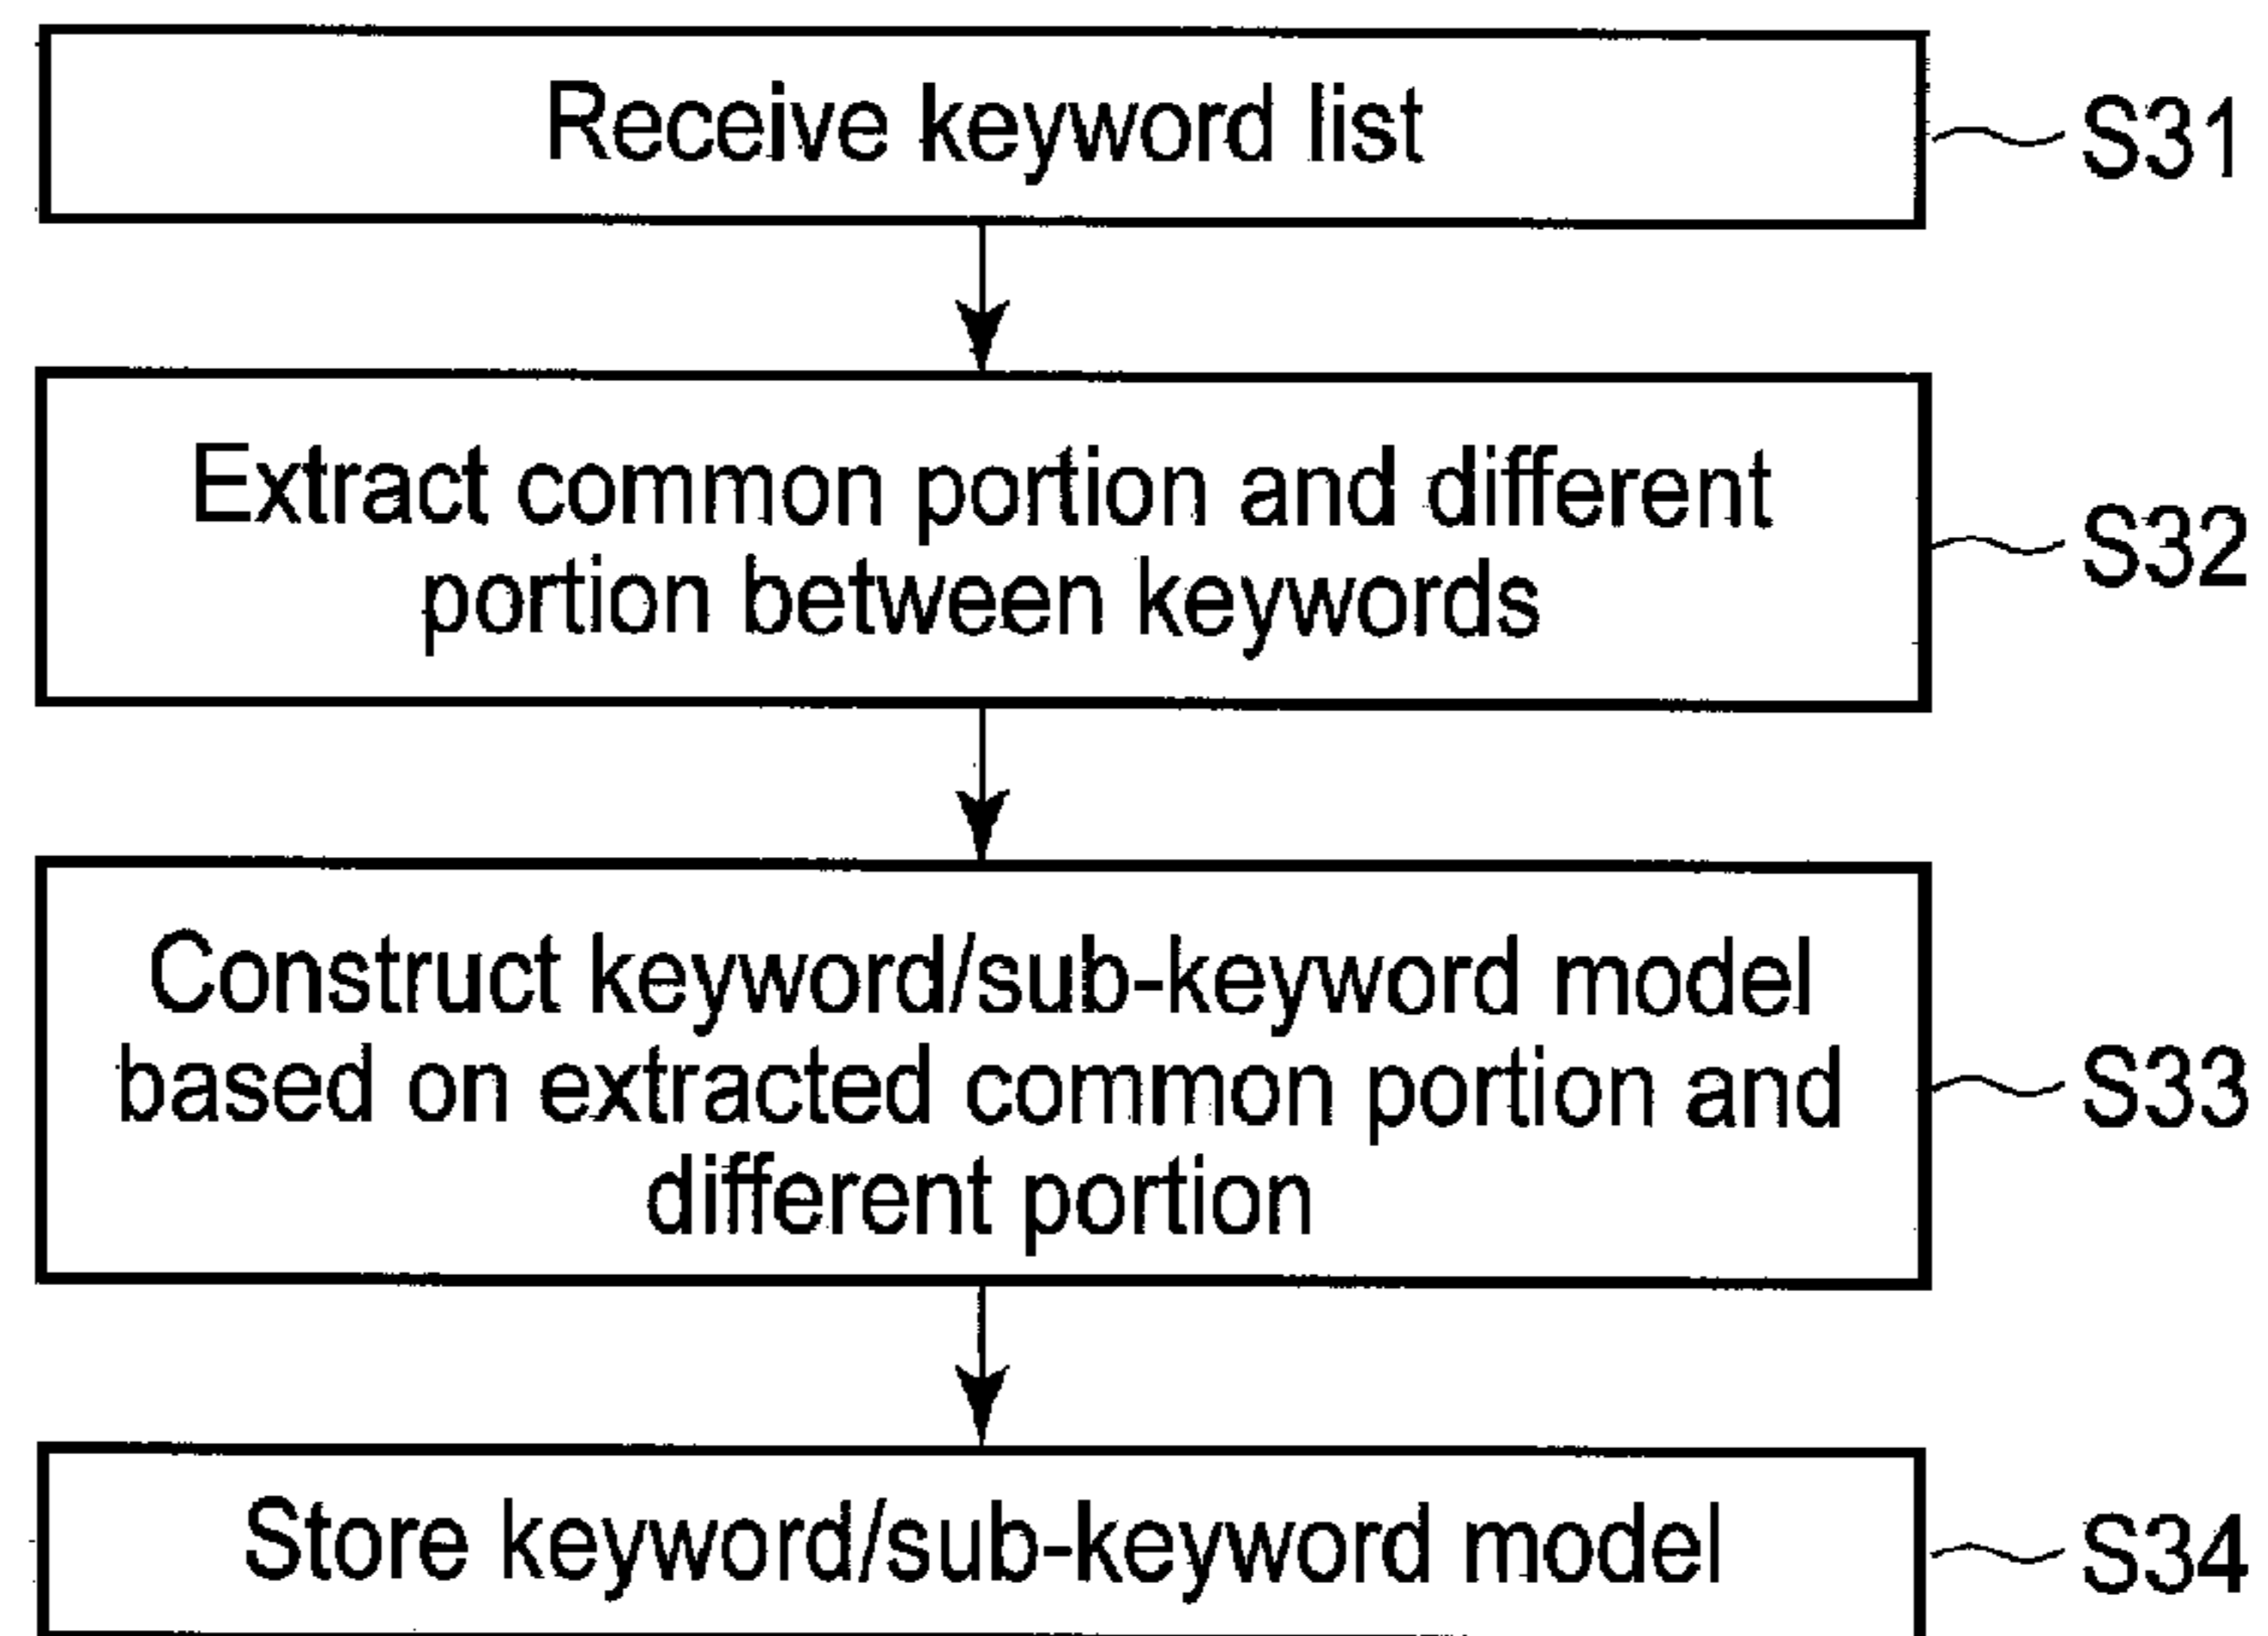 Receive keyword list
S31
Extract common portion and different
portion between keywords
S32
Construct keyword/sub-keyword model
based on extracted common portion and
different portion
S33
Store keyword/sub-keyword model
S34